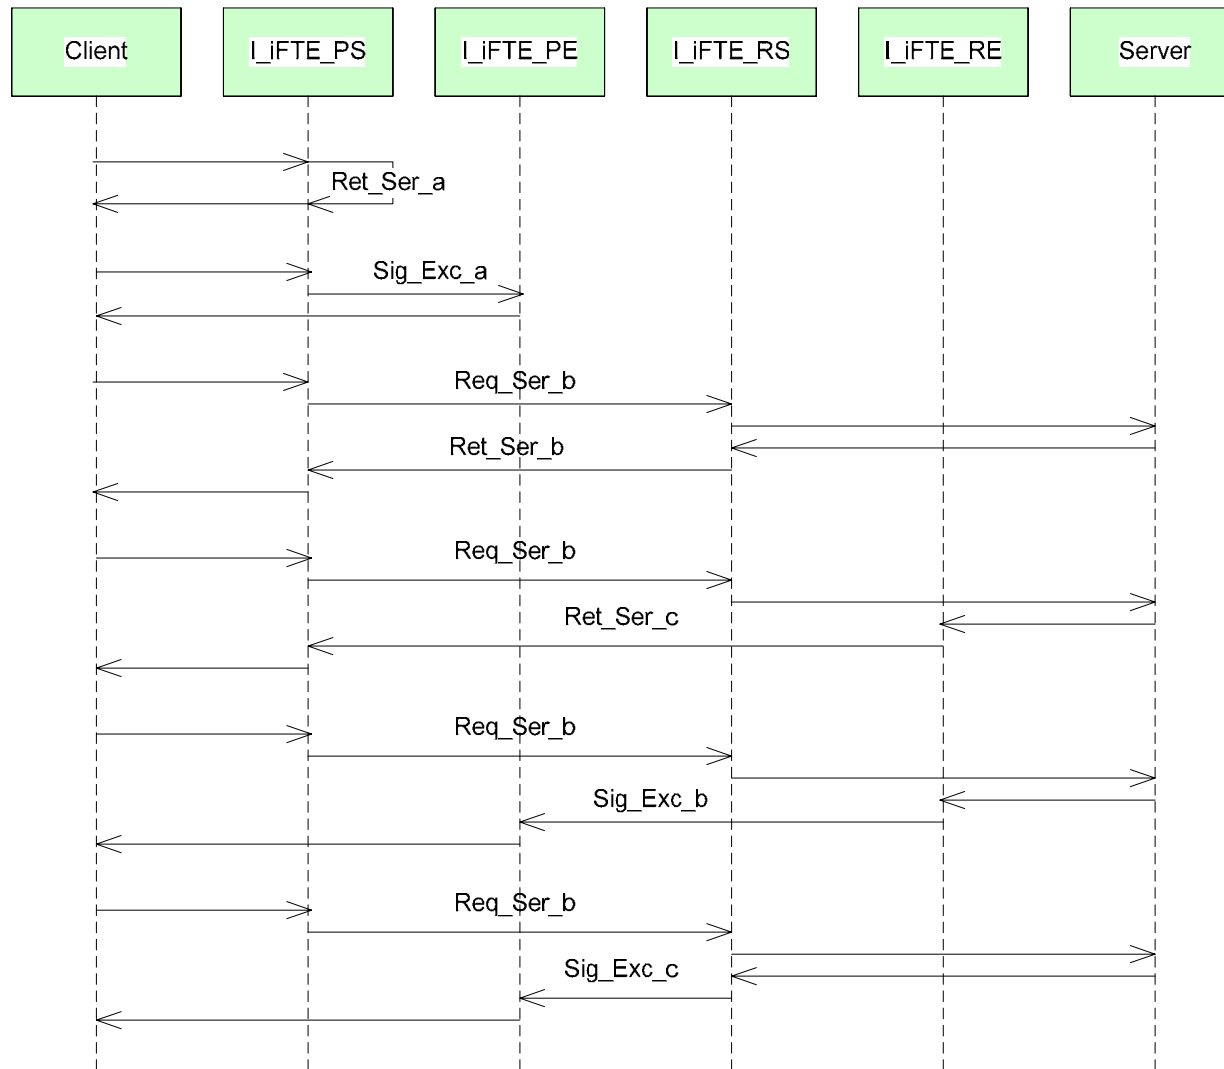 Client
I_iFTE_PS
I_iFTE_PE
I_iFTE_RS
I_iFTE_RE
Server
Ret_Ser_a
Sig_Exc_a
Req_Ser_b
Ret_Ser_b
Req_Ser_b
Ret_Ser_c
Req_Ser_b
Sig_Exc_b
Req_Ser_b
Sig_Exc_c